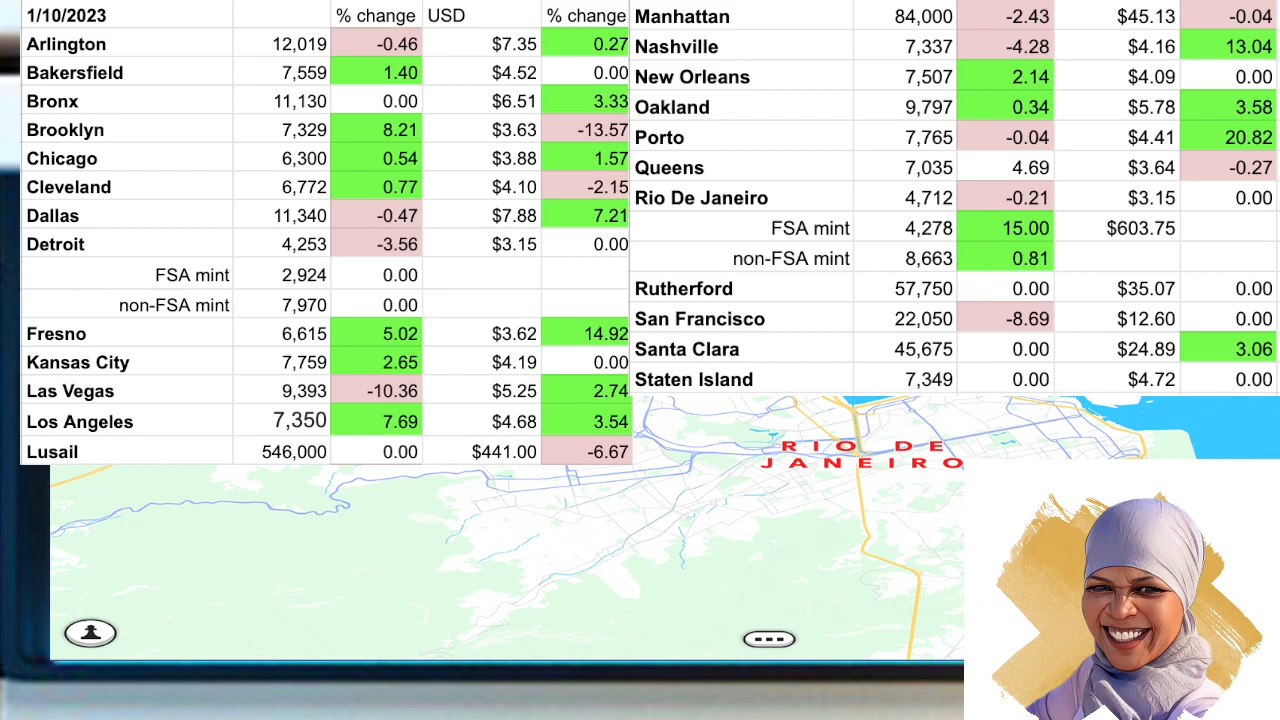 1/10/2023 % change USD % change
Arlington 12,019 -0.46 $7.35 0.27
Bakersfield 7,559 1.40 $4.52 0.00
Bronx 11,130 0.00 $6.51 3.33
Brooklyn 7,329 8.21 $3.63 -13.57
Chicago 6,300 0.54 $3.88 1.57
Cleveland 6,772 0.77 $4.10 -2.15
Dallas 11,340 -0.47 $7.88 7.21
Detroit 4,253 -3.56 $3.15 0.00
FSA mint 2,924 0.00
non-FSA mint 7,970 0.00
Fresno 6,615 5.02 $3.62 14.92
Kansas City 7,759 2.65 $4.19 0.00
Las Vegas 9,393 -10.36 $5.25 2.74
Los Angeles 7,350 7.69 $4.68 3.54
Lusail 546,000 0.00 $441.00 -6.67
Manhattan 84,000 -2.43 $45.13 -0.04
Nashville 7,337 -4.28 $4.16 13.04
New Orleans 7,507 2.14 $4.09 0.00
Oakland 9,797 0.34 $5.78 3.58
Porto 7,765 -0.04 $4.41 20.82
Queens 7,035 4.69 $3.64 -0.27
Rio De Janeiro 4,712 -0.21 $3.15 0.00
FSA mint 4,278 15.00 $603.75
non-FSA mint 8,663 0.81
Rutherford 57,750 0.00 $35.07 0.00
San Francisco 22,050 -8.69 $12.60 0.00
Santa Clara 45,675 0.00 $24.89 3.06
Staten Island 7,349 0.00 $4.72 0.00
RIO DE
JANEIRO